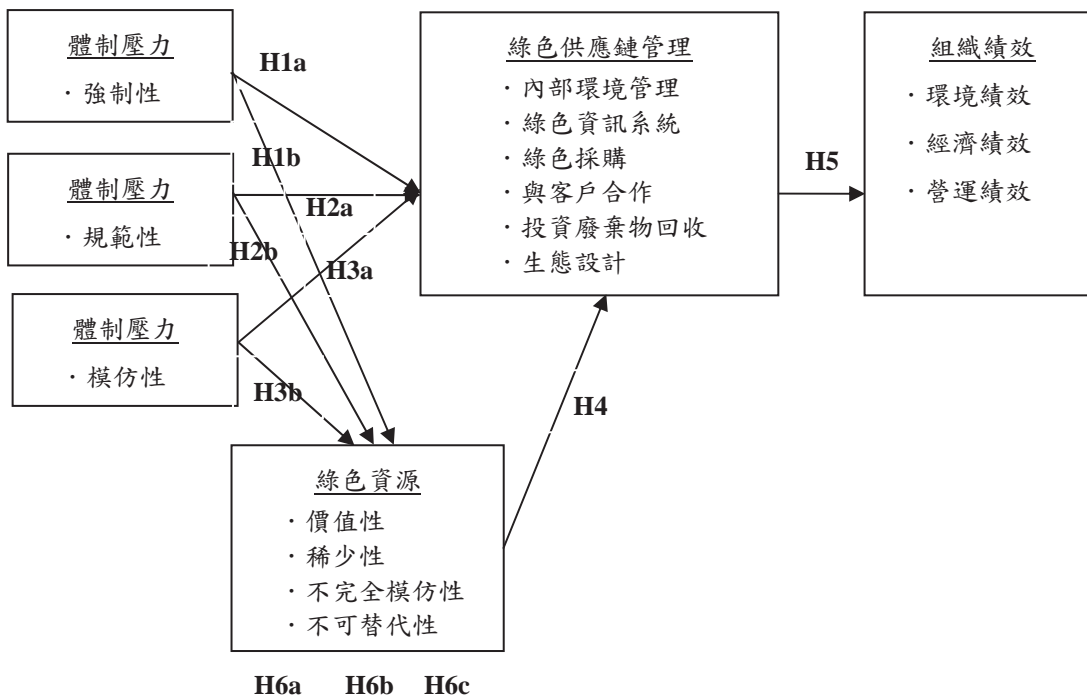 體制壓力
·強制性
H1a
體制壓力
·規範性
H1b
H2a
H2b
體制壓力
·模仿性
H3a
H3b
綠色供應鏈管理
·內部環境管理
·綠色資訊系統
·綠色採購
·與客戶合作
·投資廢棄物回收
·生態設計
H5
組織績效
·環境績效
·經濟績效
·營運績效
H4
綠色資源
·價值性
·稀少性
·不完全模仿性
·不可替代性
H6a H6b H6c